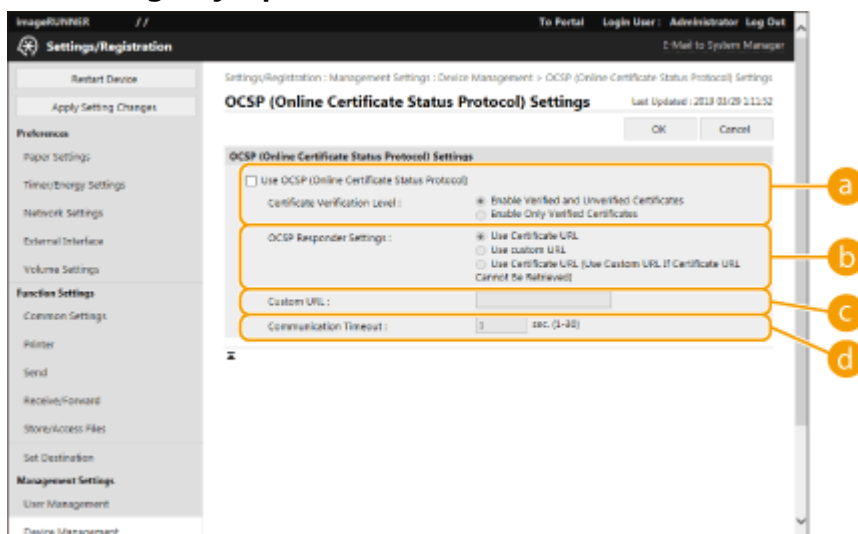 imageRUNNER // To Portal Login User : Administrator Log Out
Settings/Registration E-Mail to System Manager
Restart Device
Apply Setting Changes
Preferences
Paper Settings
Timer/Energy Settings
Network Settings
External Interface
Volume Settings
Function Settings
Common Settings
Printer
Send
Receive/Forward
Store/Access Files
Set Destination
Management Settings
User Management
Device Management
Settings/Registration : Management Settings : Device Management > OCSP (Online Certificate Status Protocol) Settings
OCSP (Online Certificate Status Protocol) Settings Last Updated :
OK Cancel
OCSP (Online Certificate Status Protocol) Settings
Use OCSP (Online Certificate Status Protocol)
Certificate Verification Level : Enable Verified and Unverified Certificates
Enable Only Verified Certificates
a
OCSP Responder Settings : Use Certificate URL
Use custom URL
Use Certificate URL (Use Custom URL If Certificate URL
Cannot Be Retrieved)
b
Custom URL :
c
Communication Timeout : 3 sec. (1-30)
d